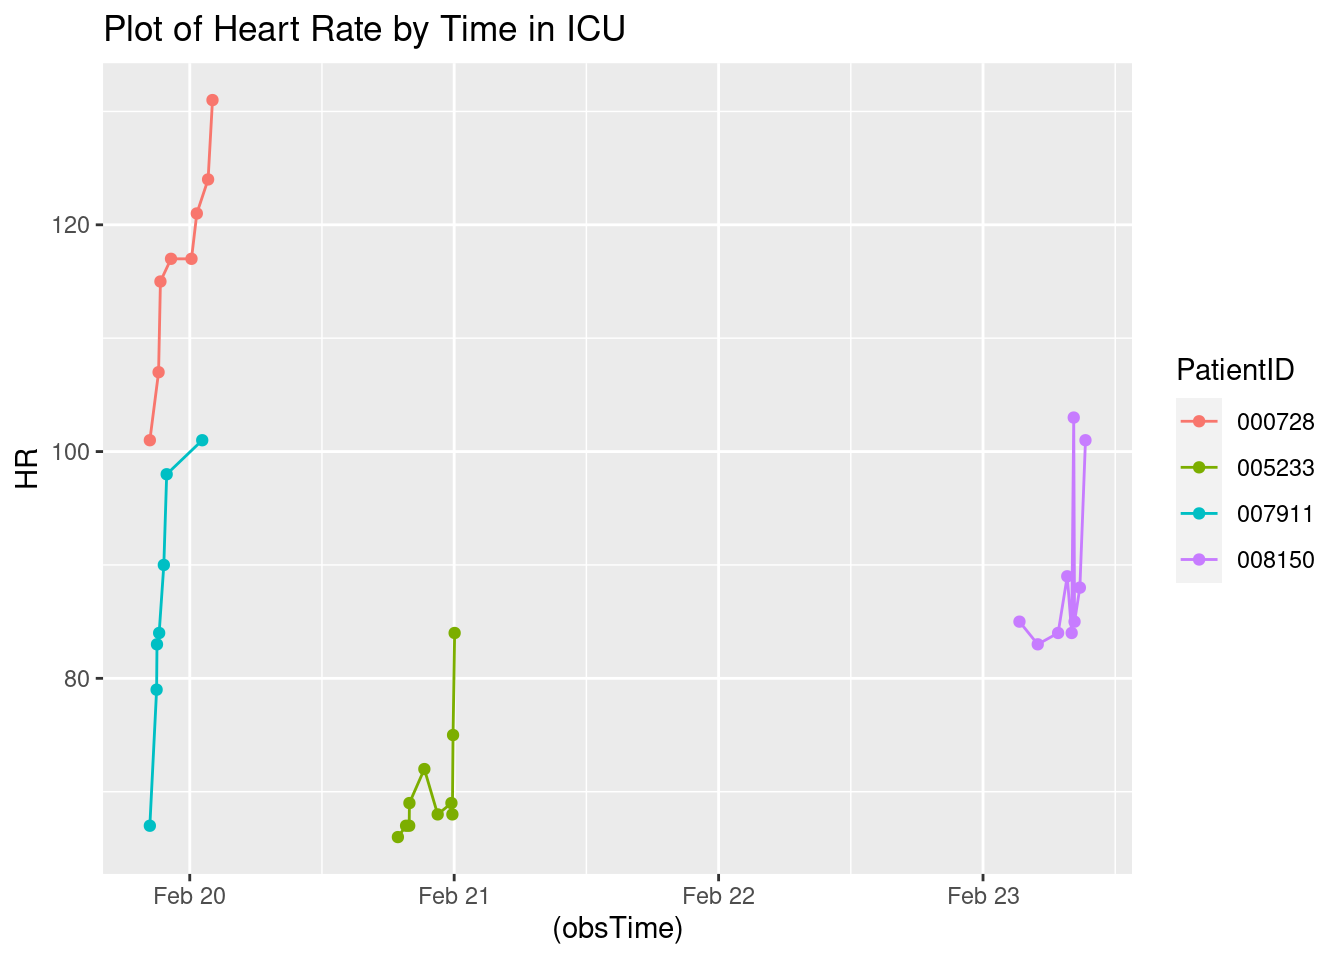 Plot of Heart Rate by Time in ICU
HR
120
100
80
Feb 20
Feb 21
Feb 22
Feb 23
(obsTime)
PatientID
000728
005233
007911
008150